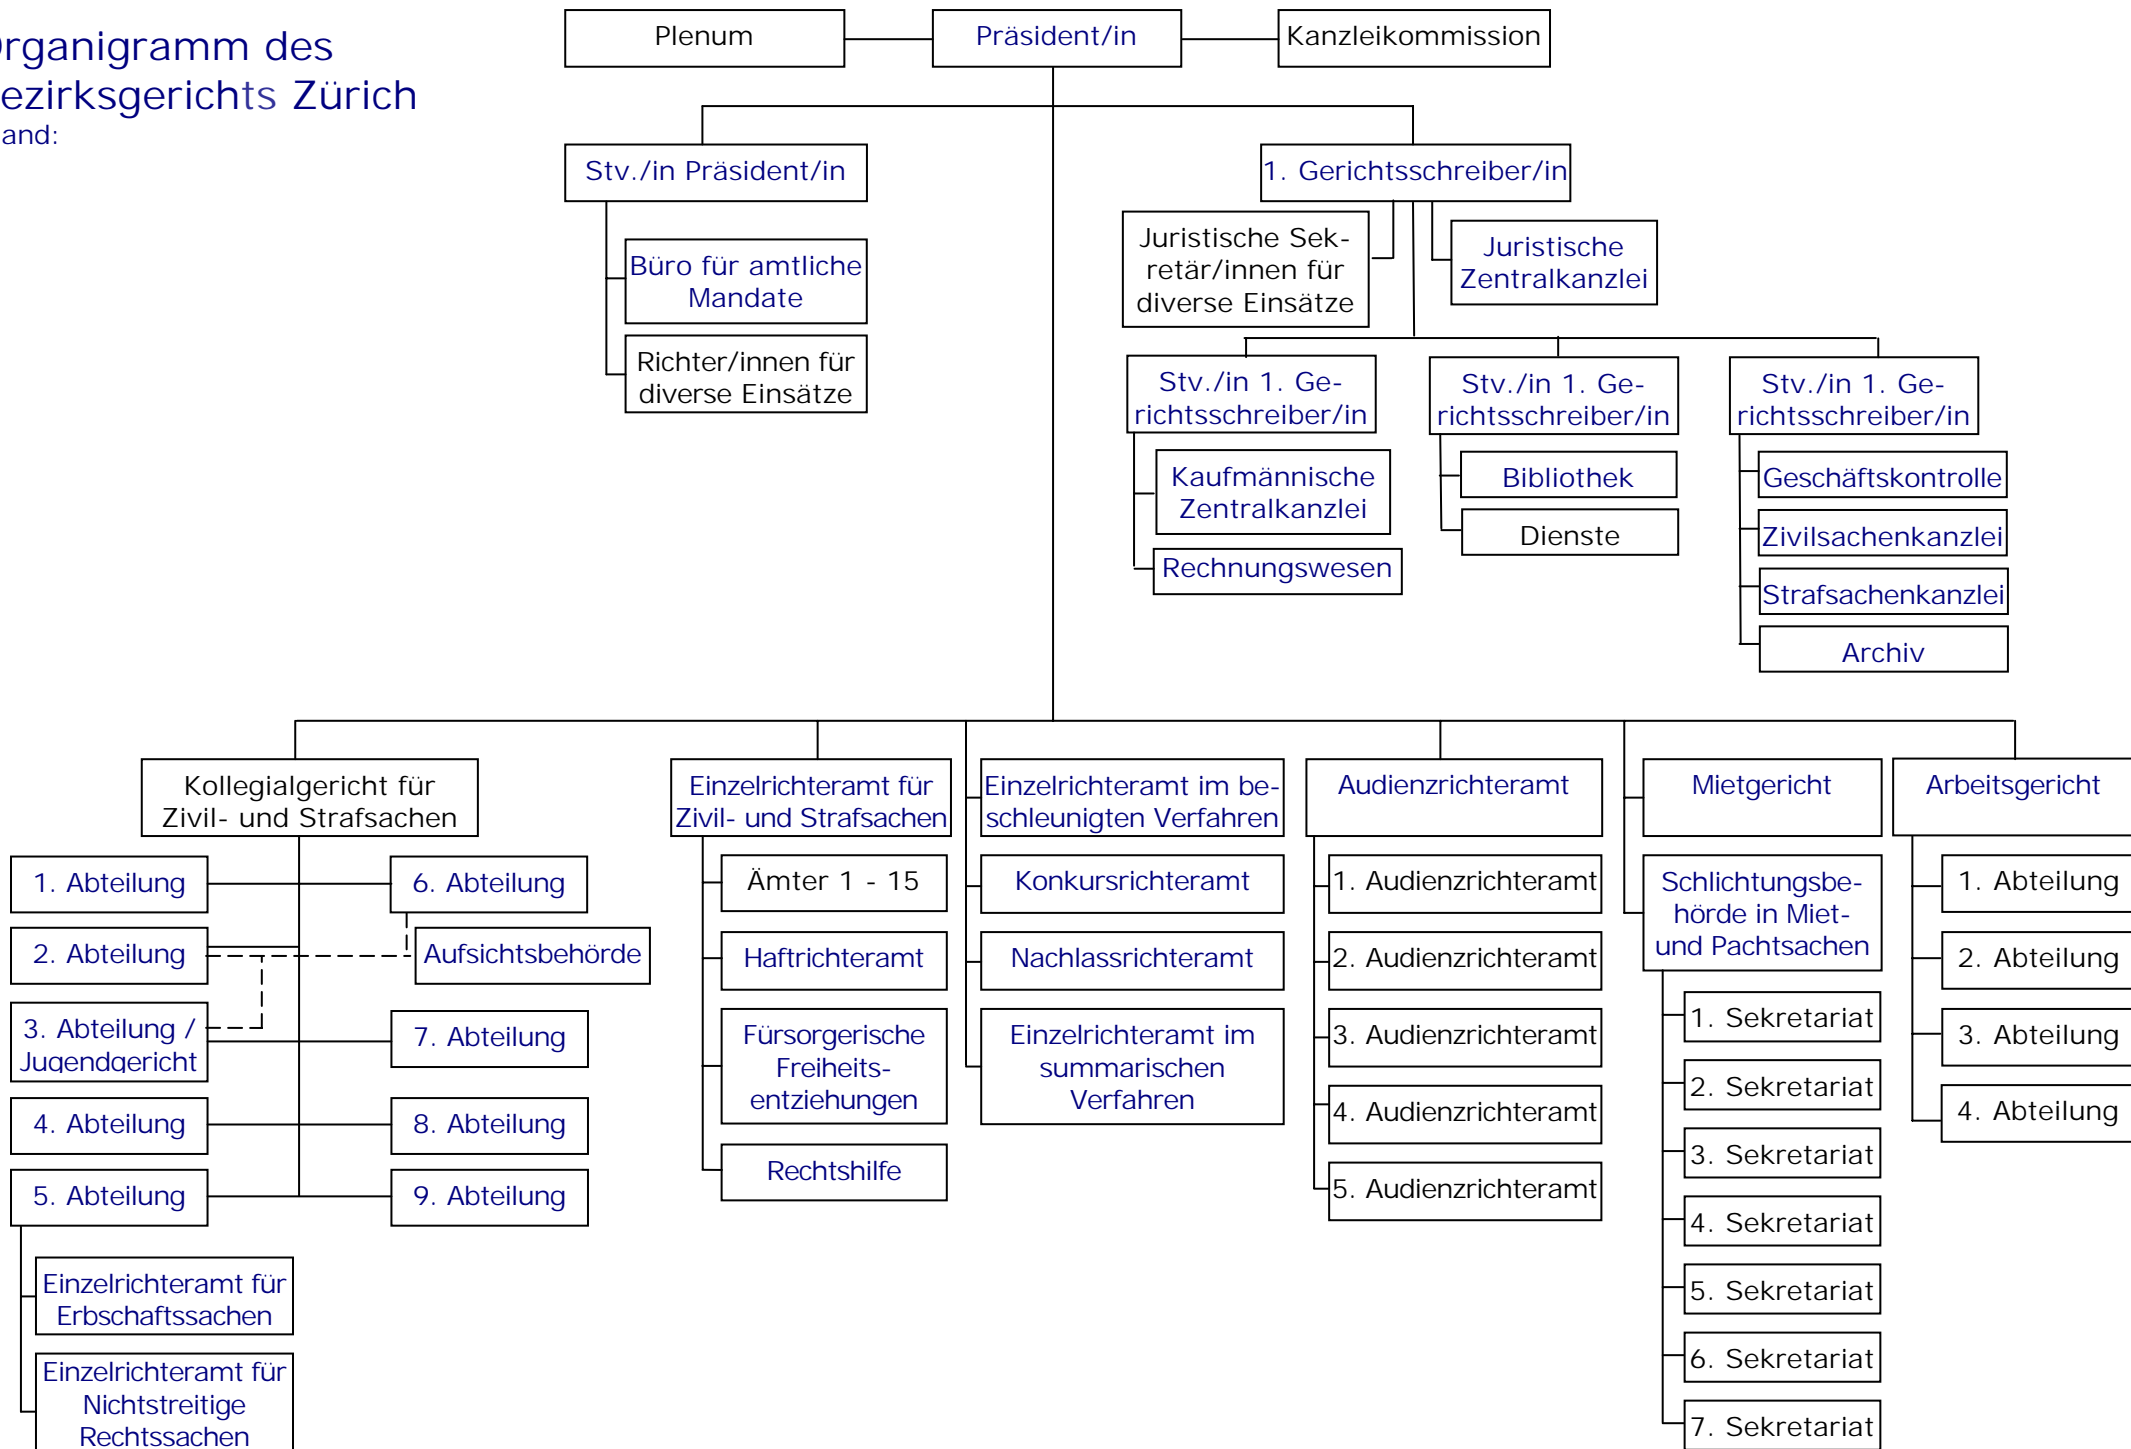 rganigramm des
ezirksgerichts Zürich
and:
Plenum
Präsident/in
Kanzleikommission
Stv./in Präsident/in
1. Gerichtsschreiber/in
Büro für amtliche
Mandate
Richter/innen für
diverse Einsätze
Juristische Sek-
retär/innen für
diverse Einsätze
Juristische
Zentralkanzlei
Stv./in 1. Ge-
richtsschreiber/in
Kaufmännische
Zentralkanzlei
Rechnungswesen
Stv./in 1. Ge-
richtsschreiber/in
Bibliothek
Dienste
Stv./in 1. Ge-
richtsschreiber/in
Geschäftskontrolle
Zivilsachenkanzlei
Strafsachenkanzlei
Archiv
Kollegialgericht für
Zivil- und Strafsachen
1. Abteilung
2. Abteilung
3. Abteilung /
Jugendgericht
4. Abteilung
5. Abteilung
Einzelrichteramt für
Erbschaftssachen
Einzelrichteramt für
Nichtstreitige
Rechtssachen
6. Abteilung
Aufsichtsbehörde
7. Abteilung
8. Abteilung
9. Abteilung
Einzelrichteramt für
Zivil- und Strafsachen
Ämter 1 - 15
Haftrichteramt
Fürsorgerische
Freiheits-
entziehungen
Rechtshilfe
Einzelrichteramt im be-
schleunigten Verfahren
Konkursrichteramt
Nachlassrichteramt
Einzelrichteramt im
summarischen
Verfahren
Audienzrichteramt
1. Audienzrichteramt
2. Audienzrichteramt
3. Audienzrichteramt
4. Audienzrichteramt
5. Audienzrichteramt
Mietgericht
Schlichtungsbe-
hörde in Miet-
und Pachtsachen
1. Sekretariat
2. Sekretariat
3. Sekretariat
4. Sekretariat
5. Sekretariat
6. Sekretariat
7. Sekretariat
Arbeitsgericht
1. Abteilung
2. Abteilung
3. Abteilung
4. Abteilung